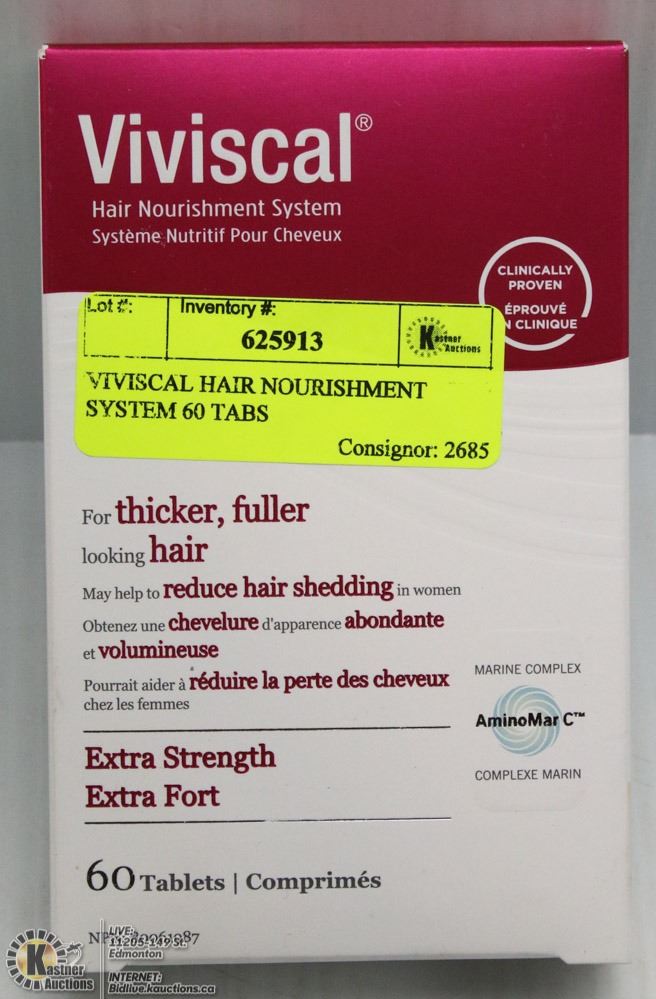 Viviscal®
Hair Nourishment System
Système Nutritif Pour Cheveux
CLINICALLY
PROVEN
ÉPROUVÉ
N CLINIQUE
Lot #:
Inventory #:
625913
Kastner
Auctions
VIVISCAL HAIR NOURISHMENT
SYSTEM 60 TABS
Consignor: 2685
For thicker, fuller
looking hair
May help to reduce hair shedding in women
Obtenez une chevelure d'apparence abondante
et volumineuse
Pourrait aider à réduire la perte des cheveux
chez les femmes
MARINE COMPLEX
AminoMar C™
COMPLEXE MARIN
Extra Strength
Extra Fort
60 Tablets | Comprimés
Kastner
Auctions
LIVE:
11205-149 St.
Edmonton
INTERNET:
Bidlive.kauctions.ca